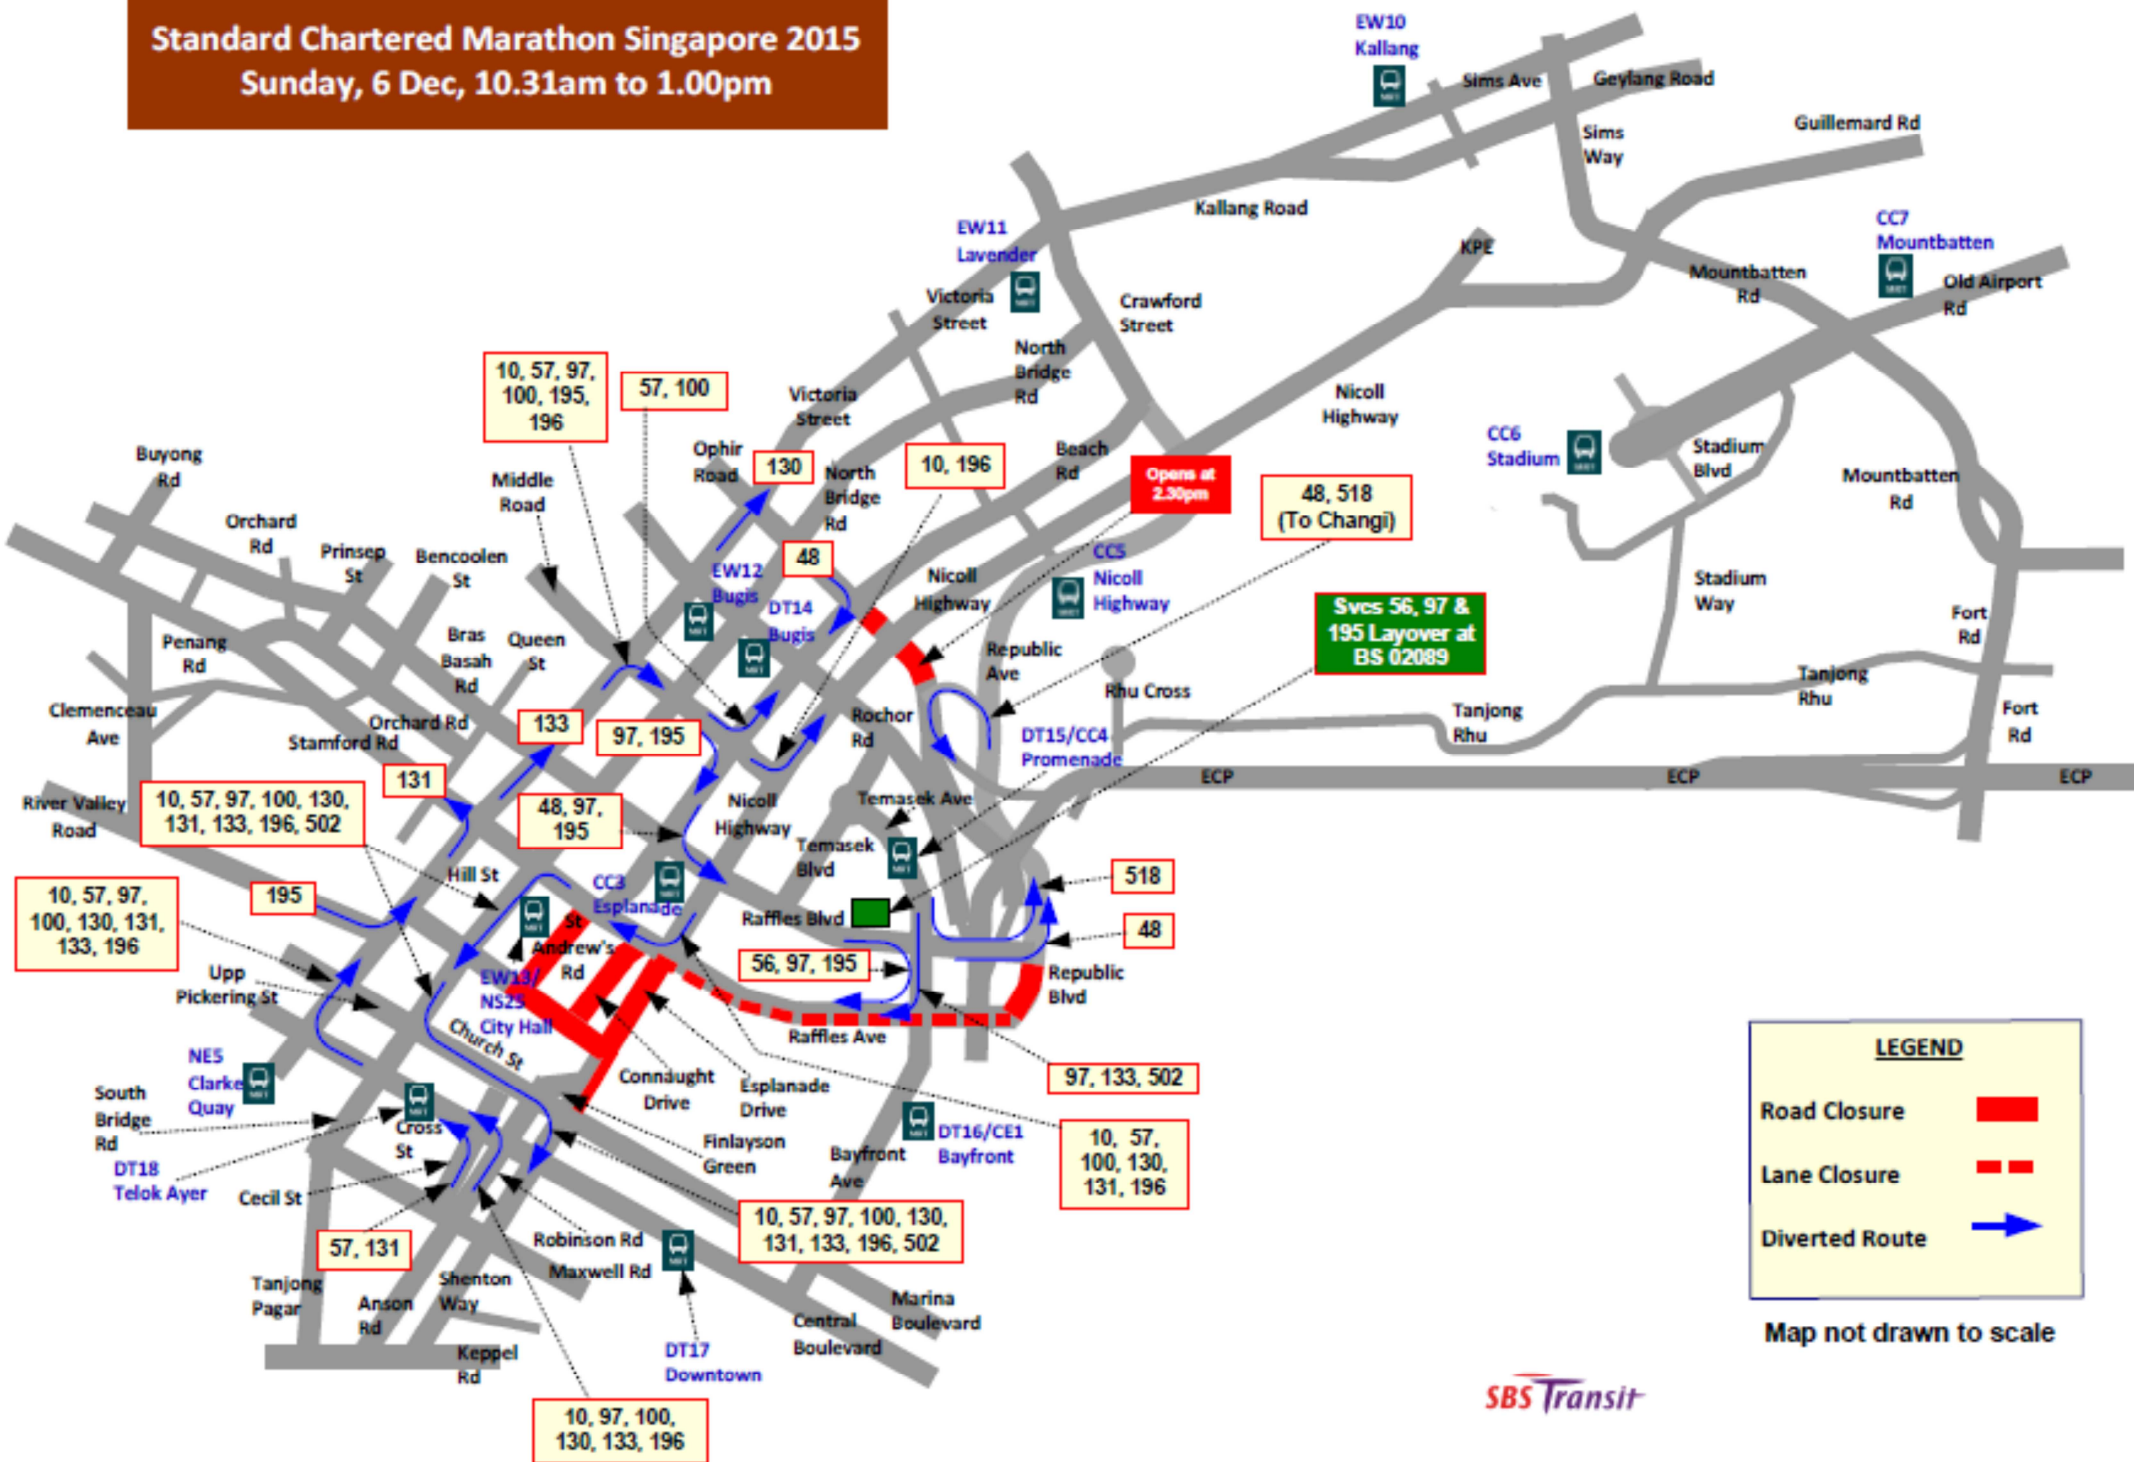 Standard Chartered Marathon Singapore 2015
Sunday, 6 Dec, 10.31am to 1.00pm
EW10
Kallang
Sims Ave
Geylang Road
Sims
Way
Guillemard Rd
Kallang Road
EW11
Lavender
KPE
CC7
Mountbatten
Mountbatten
Rd
Old Airport
Rd
Victoria
Street
Crawford
Street
North
Bridge
Rd
10, 57, 97,
100, 195,
196
57, 100
Victoria
Street
Nicoll
Highway
Buyong
Rd
Ophir
Road
130
North
Bridge
Rd
10, 196
Beach
Rd
Opens at
2.30pm
48, 518
(To Changi)
CC6
Stadium
Stadium
Blvd
Mountbatten
Rd
Middle
Road
Orchard
Rd
Prinsep
St
Bencoolen
St
EW12
Bugis
48
DT14
Bugis
Nicoll
Highway
CC5
Nicoll
Highway
Svcs 56, 97 &
195 Layover at
BS 02089
Stadium
Way
Fort
Rd
Penang
Rd
Bras
Basah
Rd
Queen
St
Republic
Ave
Rhu Cross
Tanjong
Rhu
Tanjong
Rhu
Fort
Rd
Clemenceau
Ave
Orchard Rd
Stamford Rd
133
97, 195
Rochor
Rd
DT15/CC4
Promenade
ECP
ECP
ECP
131
River Valley
Road
10, 57, 97, 100, 130,
131, 133, 196, 502
48, 97,
195
Nicoll
Highway
Temasek Ave
Temasek
Blvd
Hill St
CC3
Esplanade
518
10, 57, 97,
100, 130, 131,
133, 196
195
St
Andrew's
Rd
Raffles Blvd
48
56, 97, 195
Republic
Blvd
Upp
Pickering St
EW13/
NS25
City Hall
Church St
Raffles Ave
LEGEND
Road Closure
Lane Closure
Diverted Route
NE5
Clarke
Quay
Connaught
Drive
Esplanade
Drive
97, 133, 502
South
Bridge
Rd
Cross
St
Finlayson
Green
DT16/CE1
Bayfront
Bayfront
Ave
10, 57,
100, 130,
131, 196
DT18
Telok Ayer
Cecil St
57, 131
Robinson Rd
Maxwell Rd
10, 57, 97, 100, 130,
131, 133, 196, 502
Tanjong
Pagar
Anson
Rd
Shenton
Way
Keppel
Rd
DT17
Downtown
Central
Boulevard
Marina
Boulevard
Map not drawn to scale
SBS Transit
10, 97, 100,
130, 133, 196